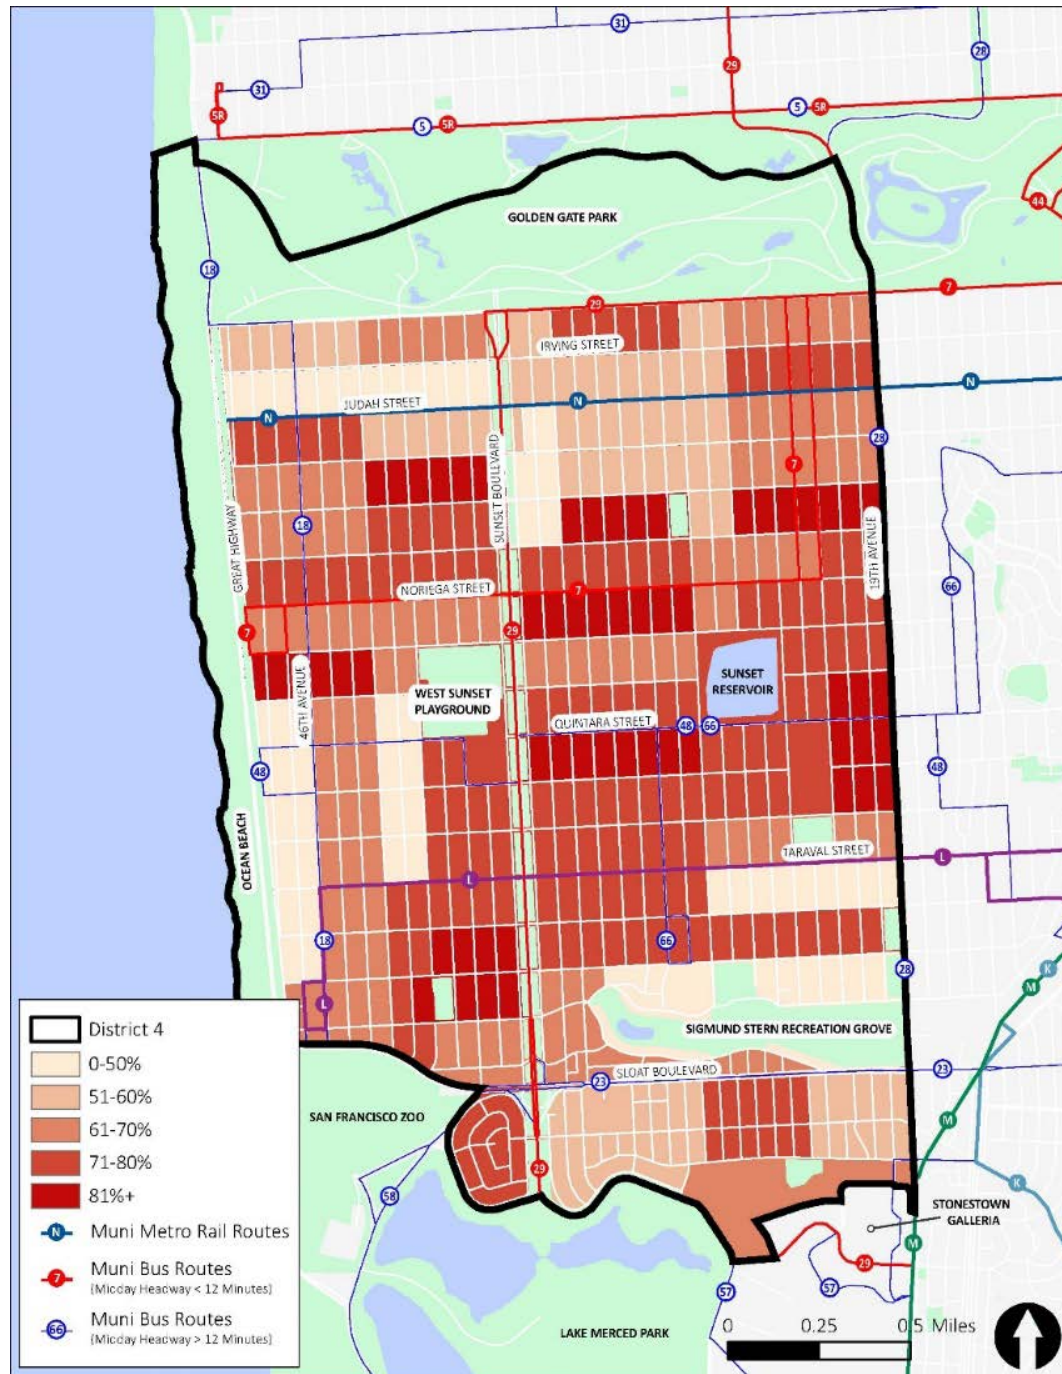 31
28
29
31
5R
5
5R
5
44
GOLDEN GATE PARK
18
7
29
IRVING STREET
N
JUDAH STREET
N
N
28
SUNSET BOULEVARD
7
GREAT HIGHWAY
18
19TH AVENUE
NORIEGA STREET
7
66
7
29
46TH AVENUE
WEST SUNSET
PLAYGROUND
SUNSET
RESERVOIR
QUINTARA STREET
48
66
48
48
OCEAN BEACH
TARAVAL STREET
L
L
18
66
28
K
L
M
SIGMUND STERN RECREATION GROVE
SLOAT BOULEVARD
23
23
SAN FRANCISCO ZOO
M
29
K
58
STONESTOWN
GALLERIA
M
29
57
57
LAKE MERCED PARK
District 4
0-50%
51-60%
61-70%
71-80%
81%+
N Muni Metro Rail Routes
7 Muni Bus Routes
(Midday Headway < 12 Minutes)
66 Muni Bus Routes
(Midday Headway > 12 Minutes)
0 0.25 0.5 Miles